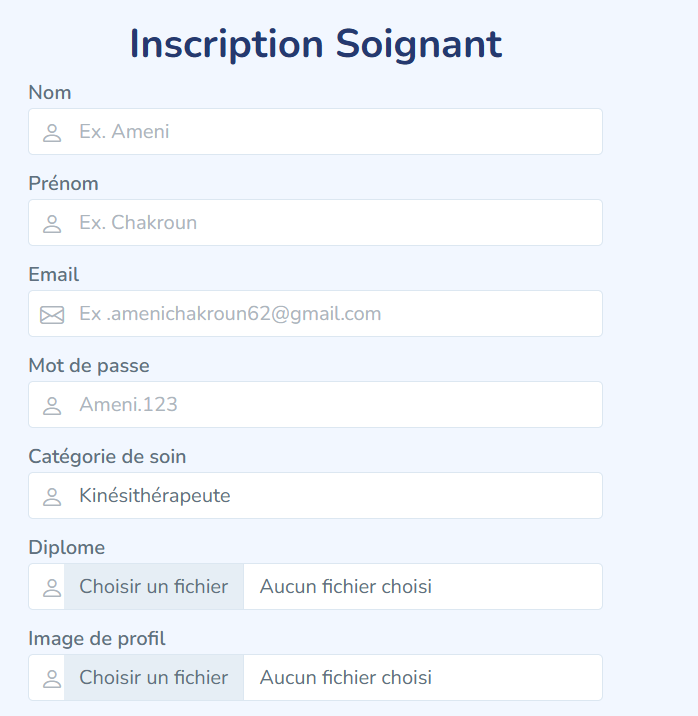 Inscription Soignant
Nom
Ex. Ameni
Prénom
Ex. Chakroun
Email
Ex .amenichakroun62@gmail.com
Mot de passe
Ameni.123
Catégorie de soin
Kinésithérapeute
Diplome
Choisir un fichier Aucun fichier choisi
Image de profil
Choisir un fichier Aucun fichier choisi